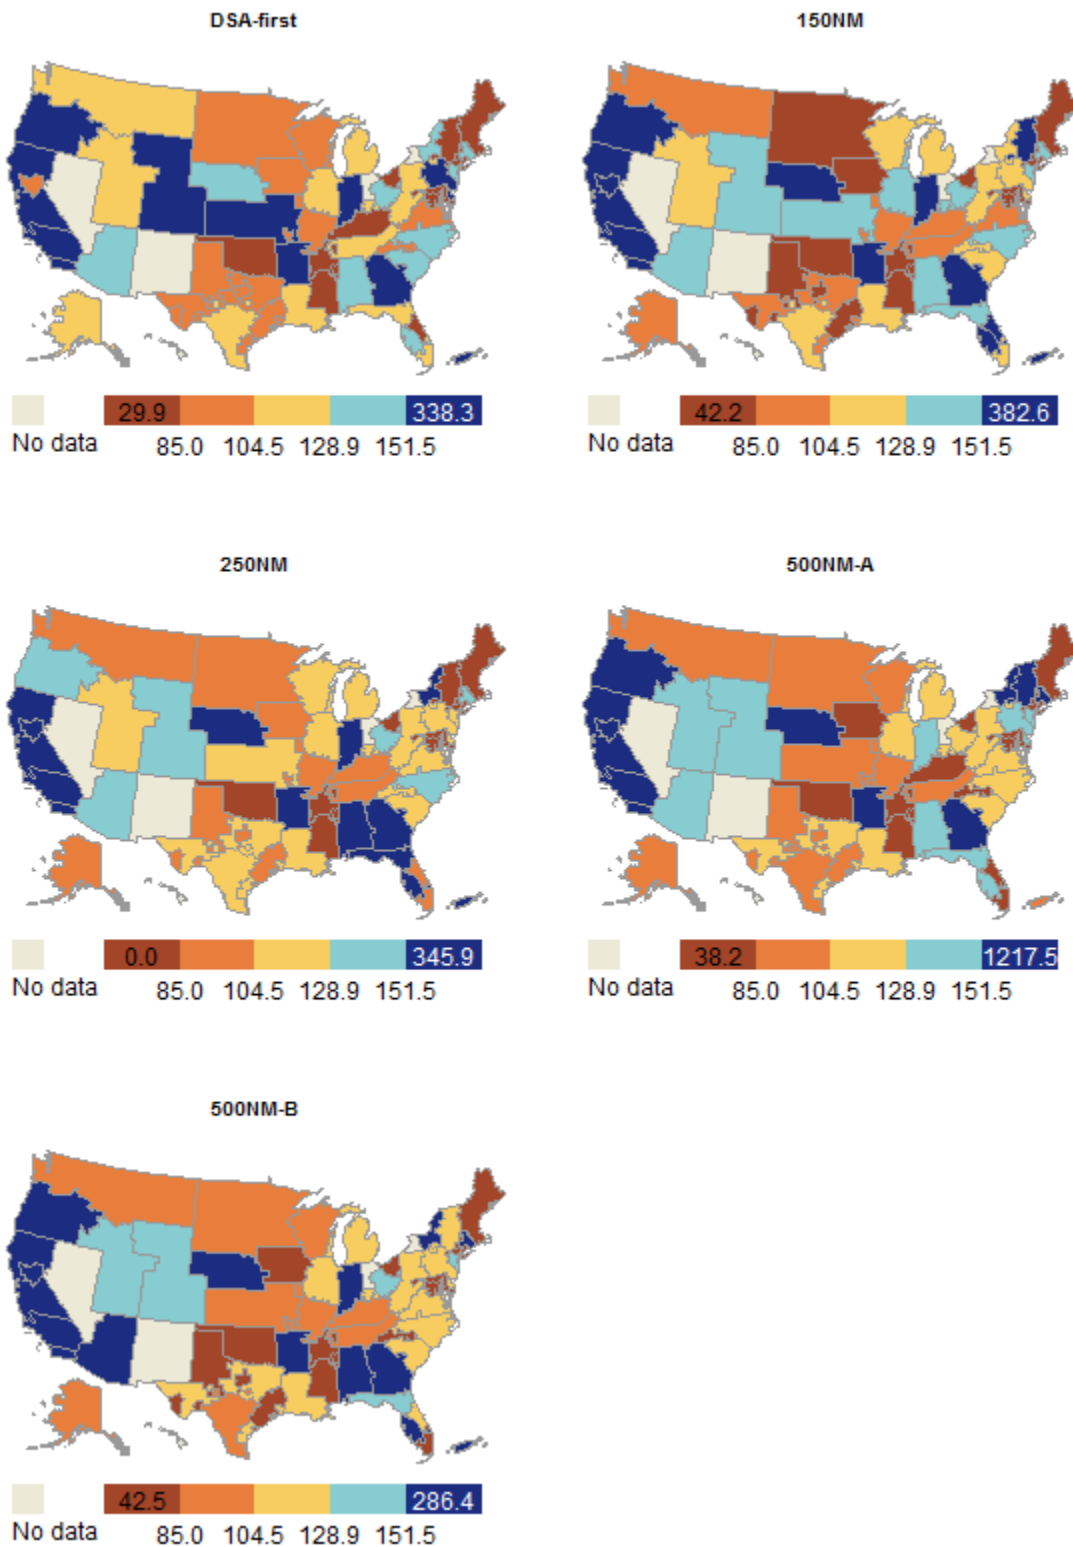 DSA-first
150NM
29.9 338.3
No data 85.0 104.5 128.9 151.5
42.2 382.6
No data 85.0 104.5 128.9 151.5
250NM
500NM-A
0.0 345.9
No data 85.0 104.5 128.9 151.5
38.2 1217.5
No data 85.0 104.5 128.9 151.5
500NM-B
42.5 286.4
No data 85.0 104.5 128.9 151.5